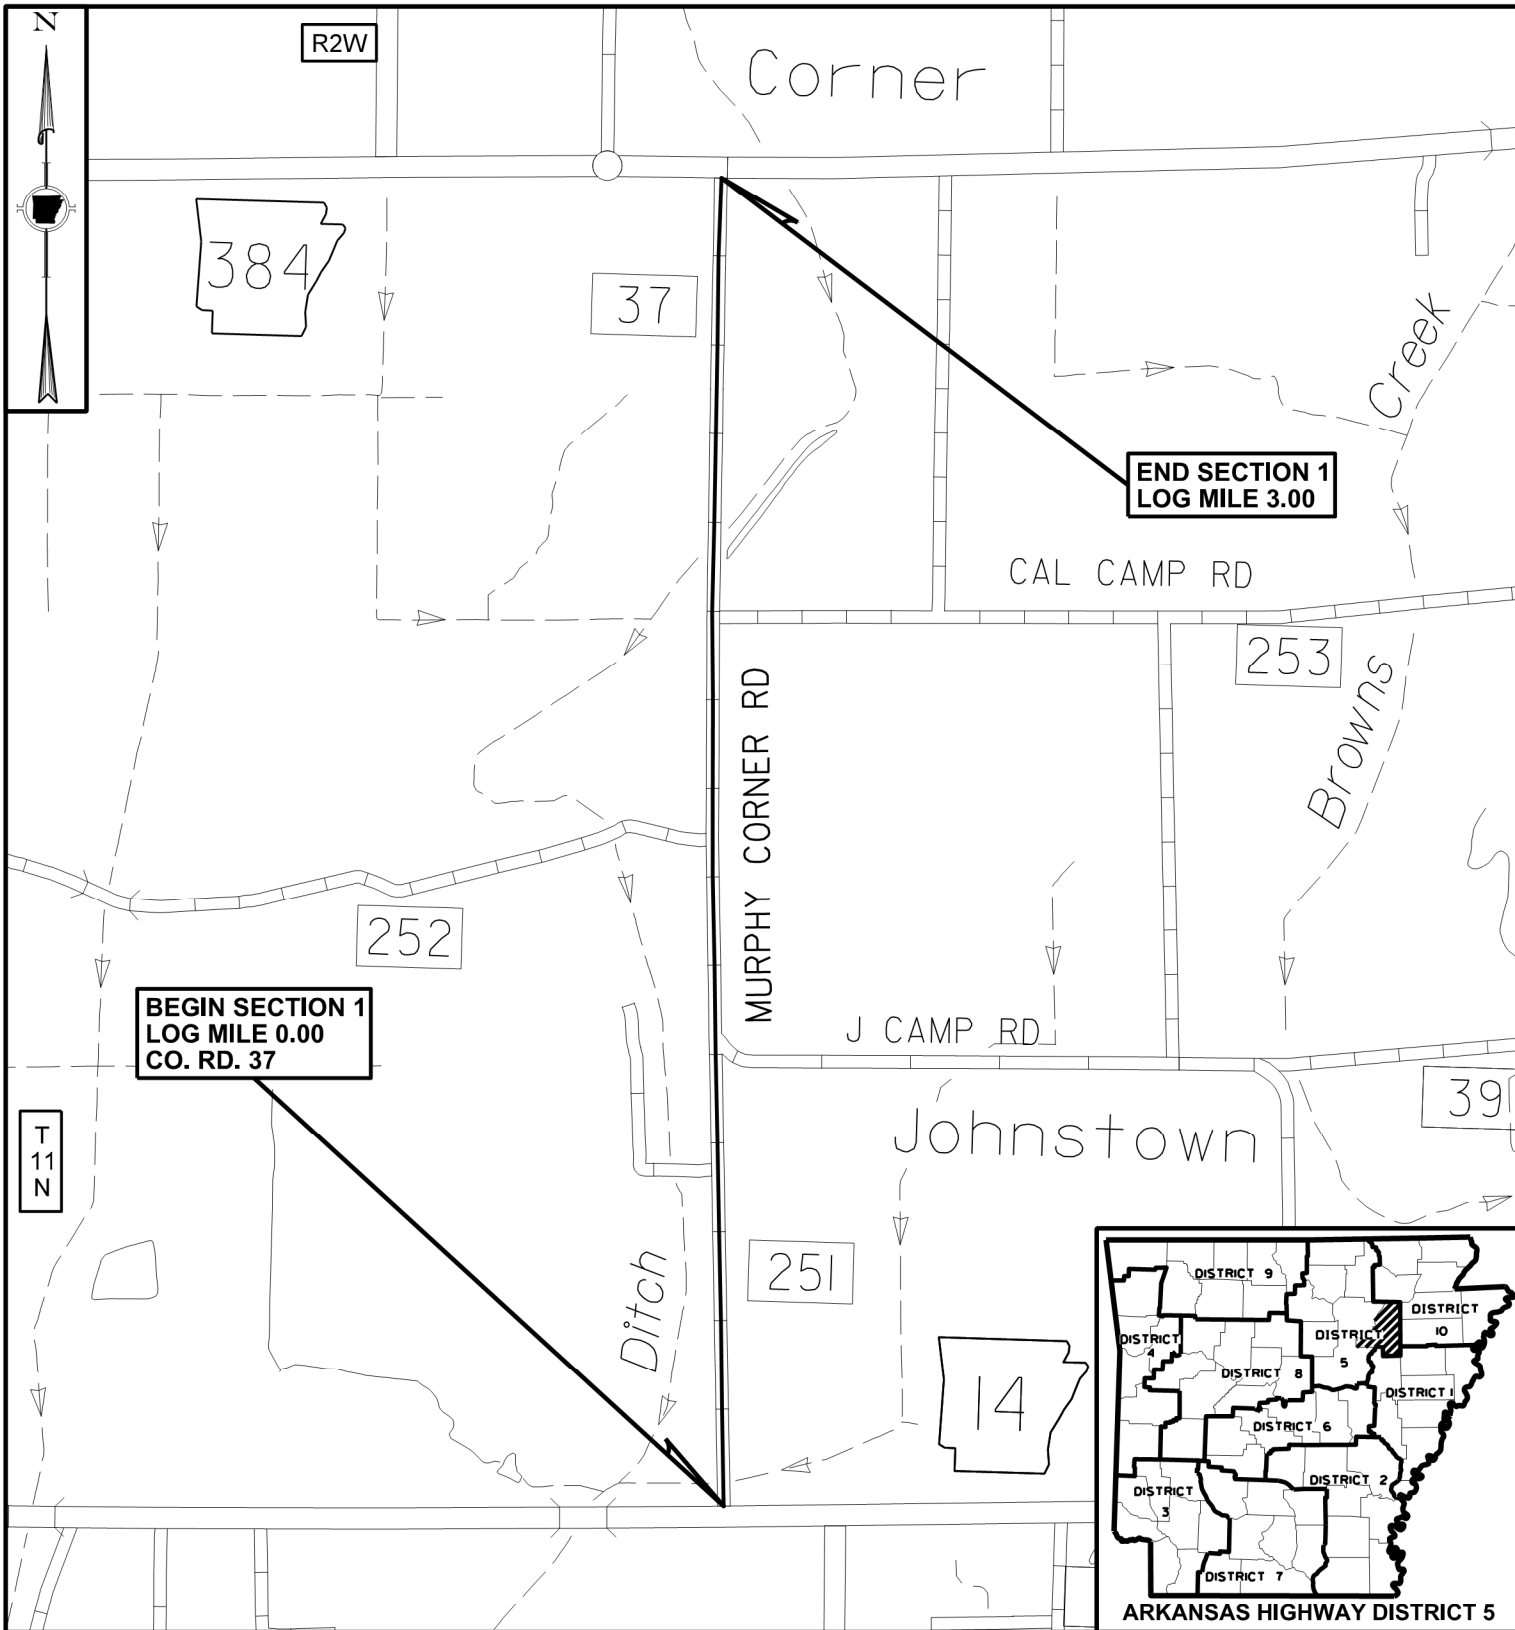 N
R2W
Corner
384
37
Creek
END SECTION 1
LOG MILE 3.00
CAL CAMP RD
253
MURPHY CORNER RD
Browns
252
BEGIN SECTION 1
LOG MILE 0.00
CO. RD. 37
J CAMP RD
39
T
11
N
Johnstown
251
Ditch
14
DISTRICT 9
DISTRICT
10
DISTRICT
4
DISTRICT
5
DISTRICT 8
DISTRICT 1
DISTRICT 6
DISTRICT 2
DISTRICT
3
DISTRICT 7
ARKANSAS HIGHWAY DISTRICT 5